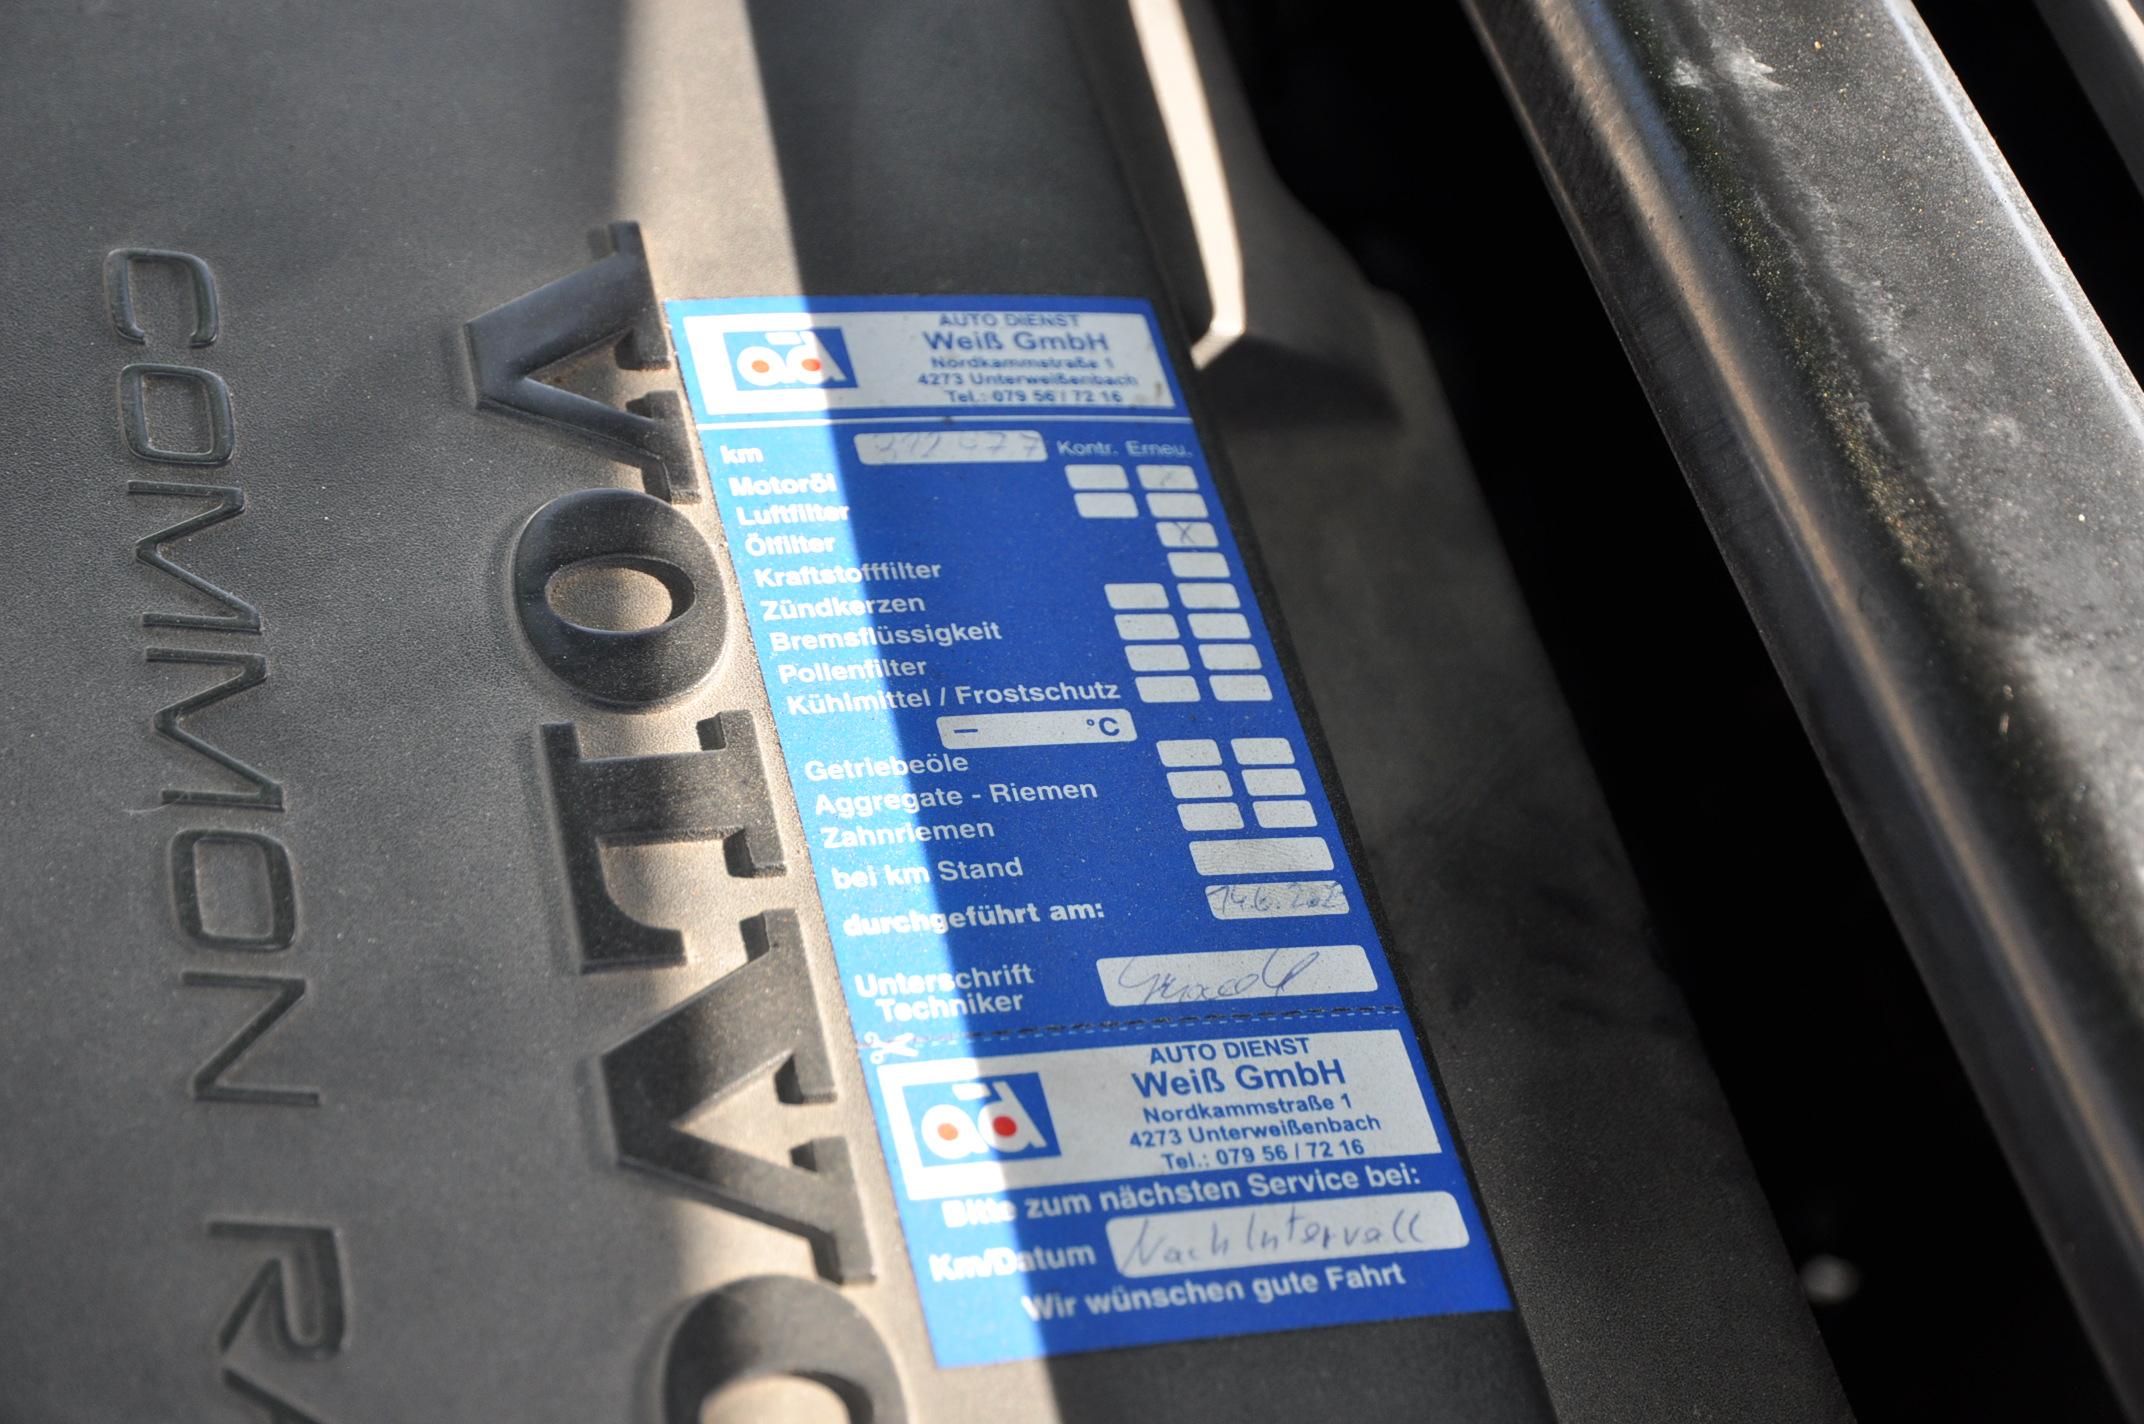 VOLVO
COMMON RA
ad
AUTO DIENST
Weiß GmbH
Nordkammstraße 1
4273 Unterweißenbach
Tel.: 079 56 / 72 16
km Kontr. Erneu.
Motoröl
Luftfilter
Ölfilter X
Kraftstofffilter
Zündkerzen
Bremsflüssigkeit
Pollenfilter
Kühlmittel / Frostschutz
– °C
Getriebeöle
Aggregate - Riemen
Zahnriemen
bei km Stand
durchgeführt am:
Unterschrift
Techniker
ad
AUTO DIENST
Weiß GmbH
Nordkammstraße 1
4273 Unterweißenbach
Tel.: 079 56 / 72 16
Bitte zum nächsten Service bei:
Km/Datum Nach Intervall
Wir wünschen gute Fahrt